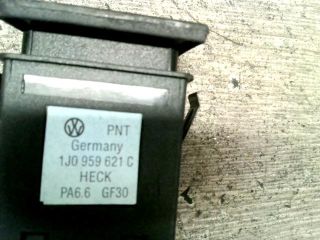 PNT
Germany
1J0 959 621 C
HECK
PA6.6 GF30